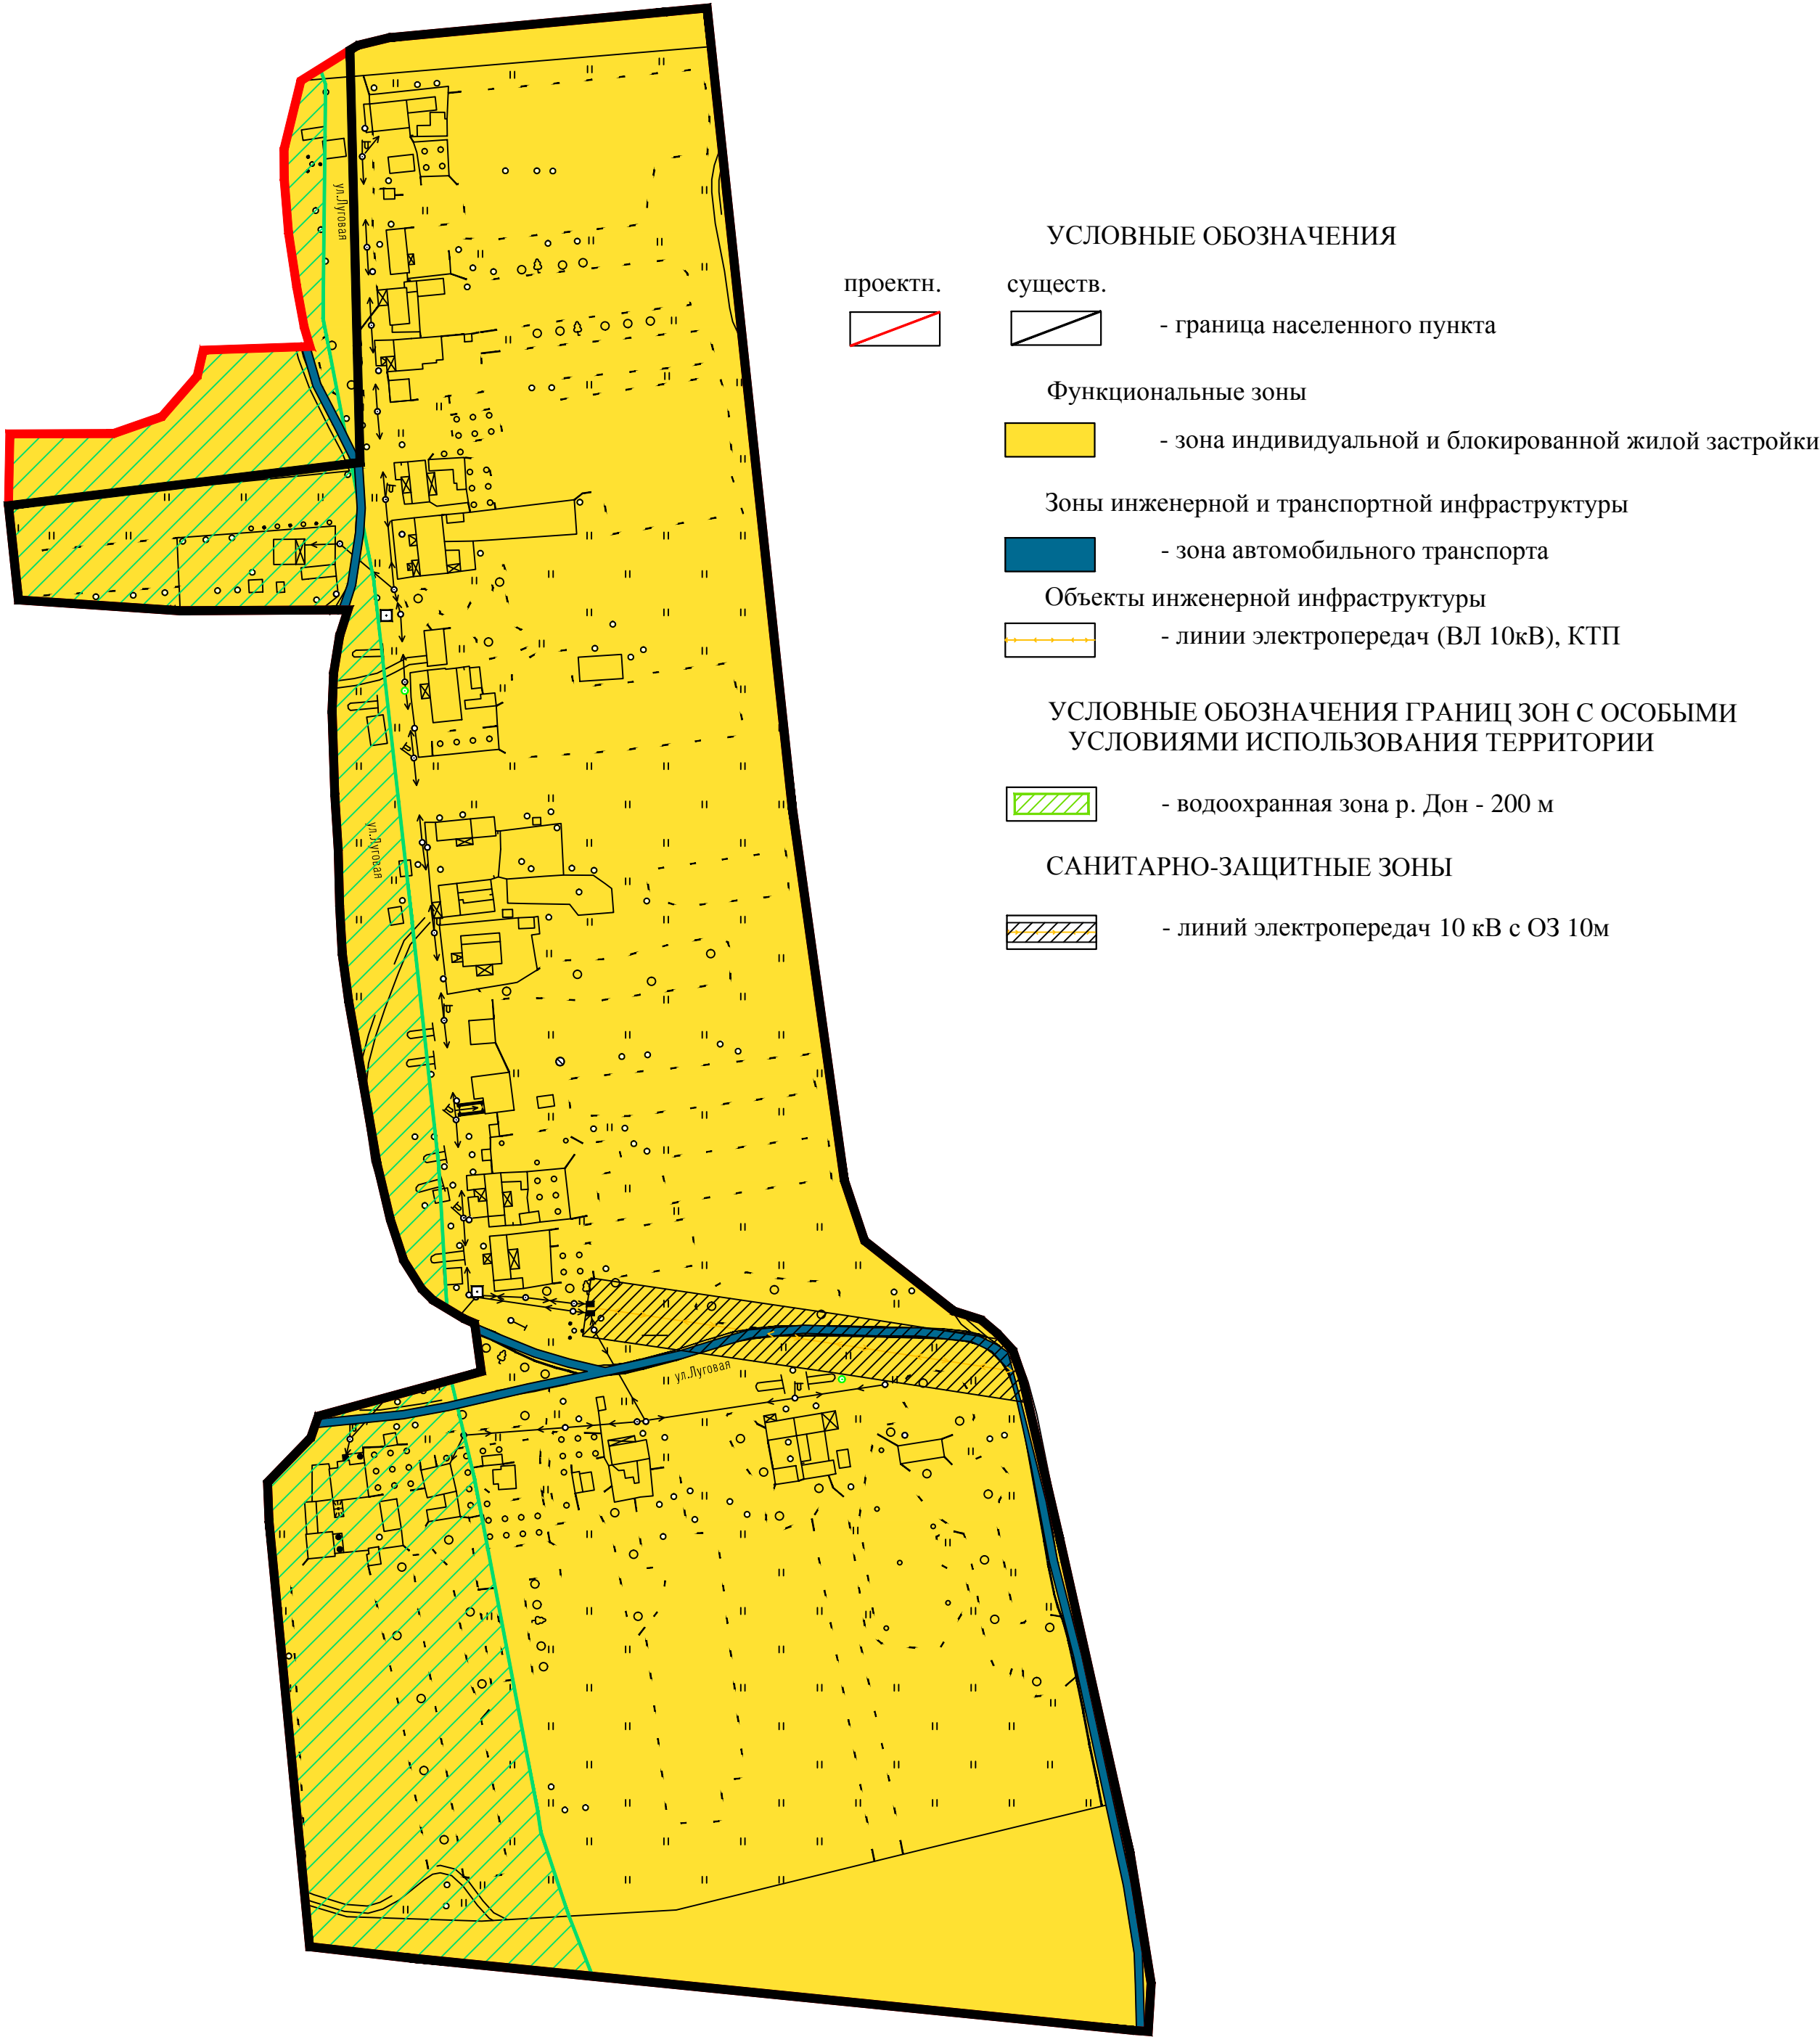 УСЛОВНЫЕ ОБОЗНАЧЕНИЯ
проектн. существ.
- граница населенного пункта
Функциональные зоны
- зона индивидуальной и блокированной жилой застройки
Зоны инженерной и транспортной инфраструктуры
- зона автомобильного транспорта
Объекты инженерной инфраструктуры
- линии электропередач (ВЛ 10кВ), КТП
УСЛОВНЫЕ ОБОЗНАЧЕНИЯ ГРАНИЦ ЗОН С ОСОБЫМИ
УСЛОВИЯМИ ИСПОЛЬЗОВАНИЯ ТЕРРИТОРИИ
- водоохранная зона р. Дон - 200 м
САНИТАРНО-ЗАЩИТНЫЕ ЗОНЫ
- линий электропередач 10 кВ с ОЗ 10м
ул.Луговая
ул.Луговая
ул.Луговая